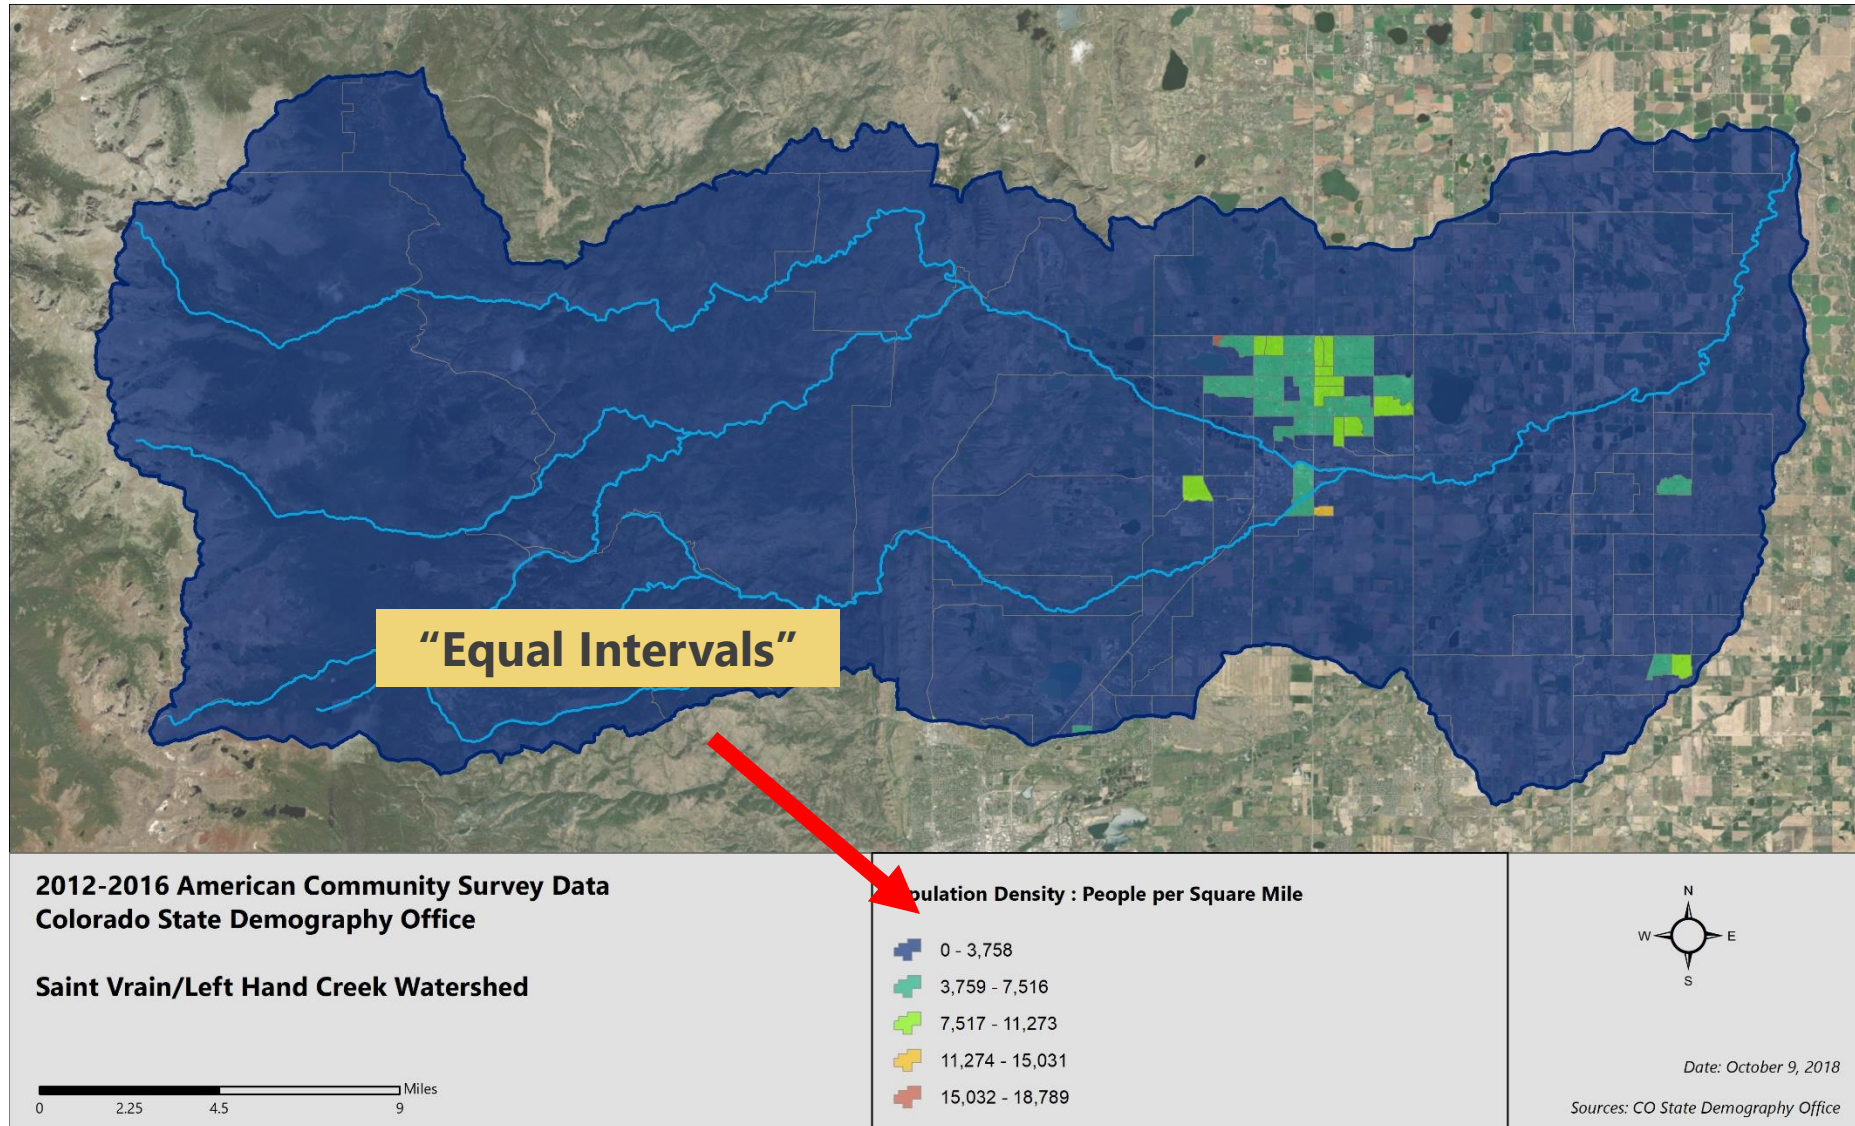 “Equal Intervals”
2012-2016 American Community Survey Data
Colorado State Demography Office
Saint Vrain/Left Hand Creek Watershed
Miles
0 2.25 4.5 9
Density : People per Square Mile
0 - 3,758
3,759 - 7,516
7,517 - 11,273
11,274 - 15,031
15,032 - 18,789
N
W E
S
Date: October 9, 2018
Sources: CO State Demography Office